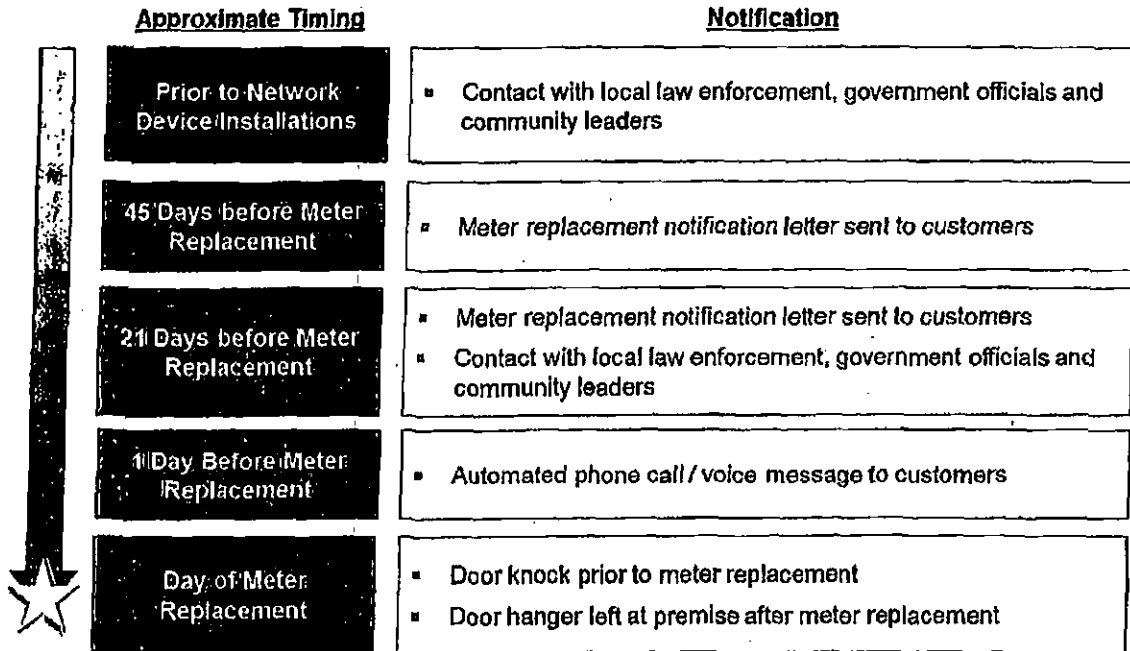 Approximate Timing
Notification
Prior to Network
Device Installations
▪ Contact with local law enforcement, government officials and
community leaders
45 Days before Meter
Replacement
▪ Meter replacement notification letter sent to customers
21 Days before Meter
Replacement
▪ Meter replacement notification letter sent to customers
▪ Contact with local law enforcement, government officials and
community leaders
1 Day Before Meter
Replacement
▪ Automated phone call / voice message to customers
Day of Meter
Replacement
▪ Door knock prior to meter replacement
▪ Door hanger left at premise after meter replacement